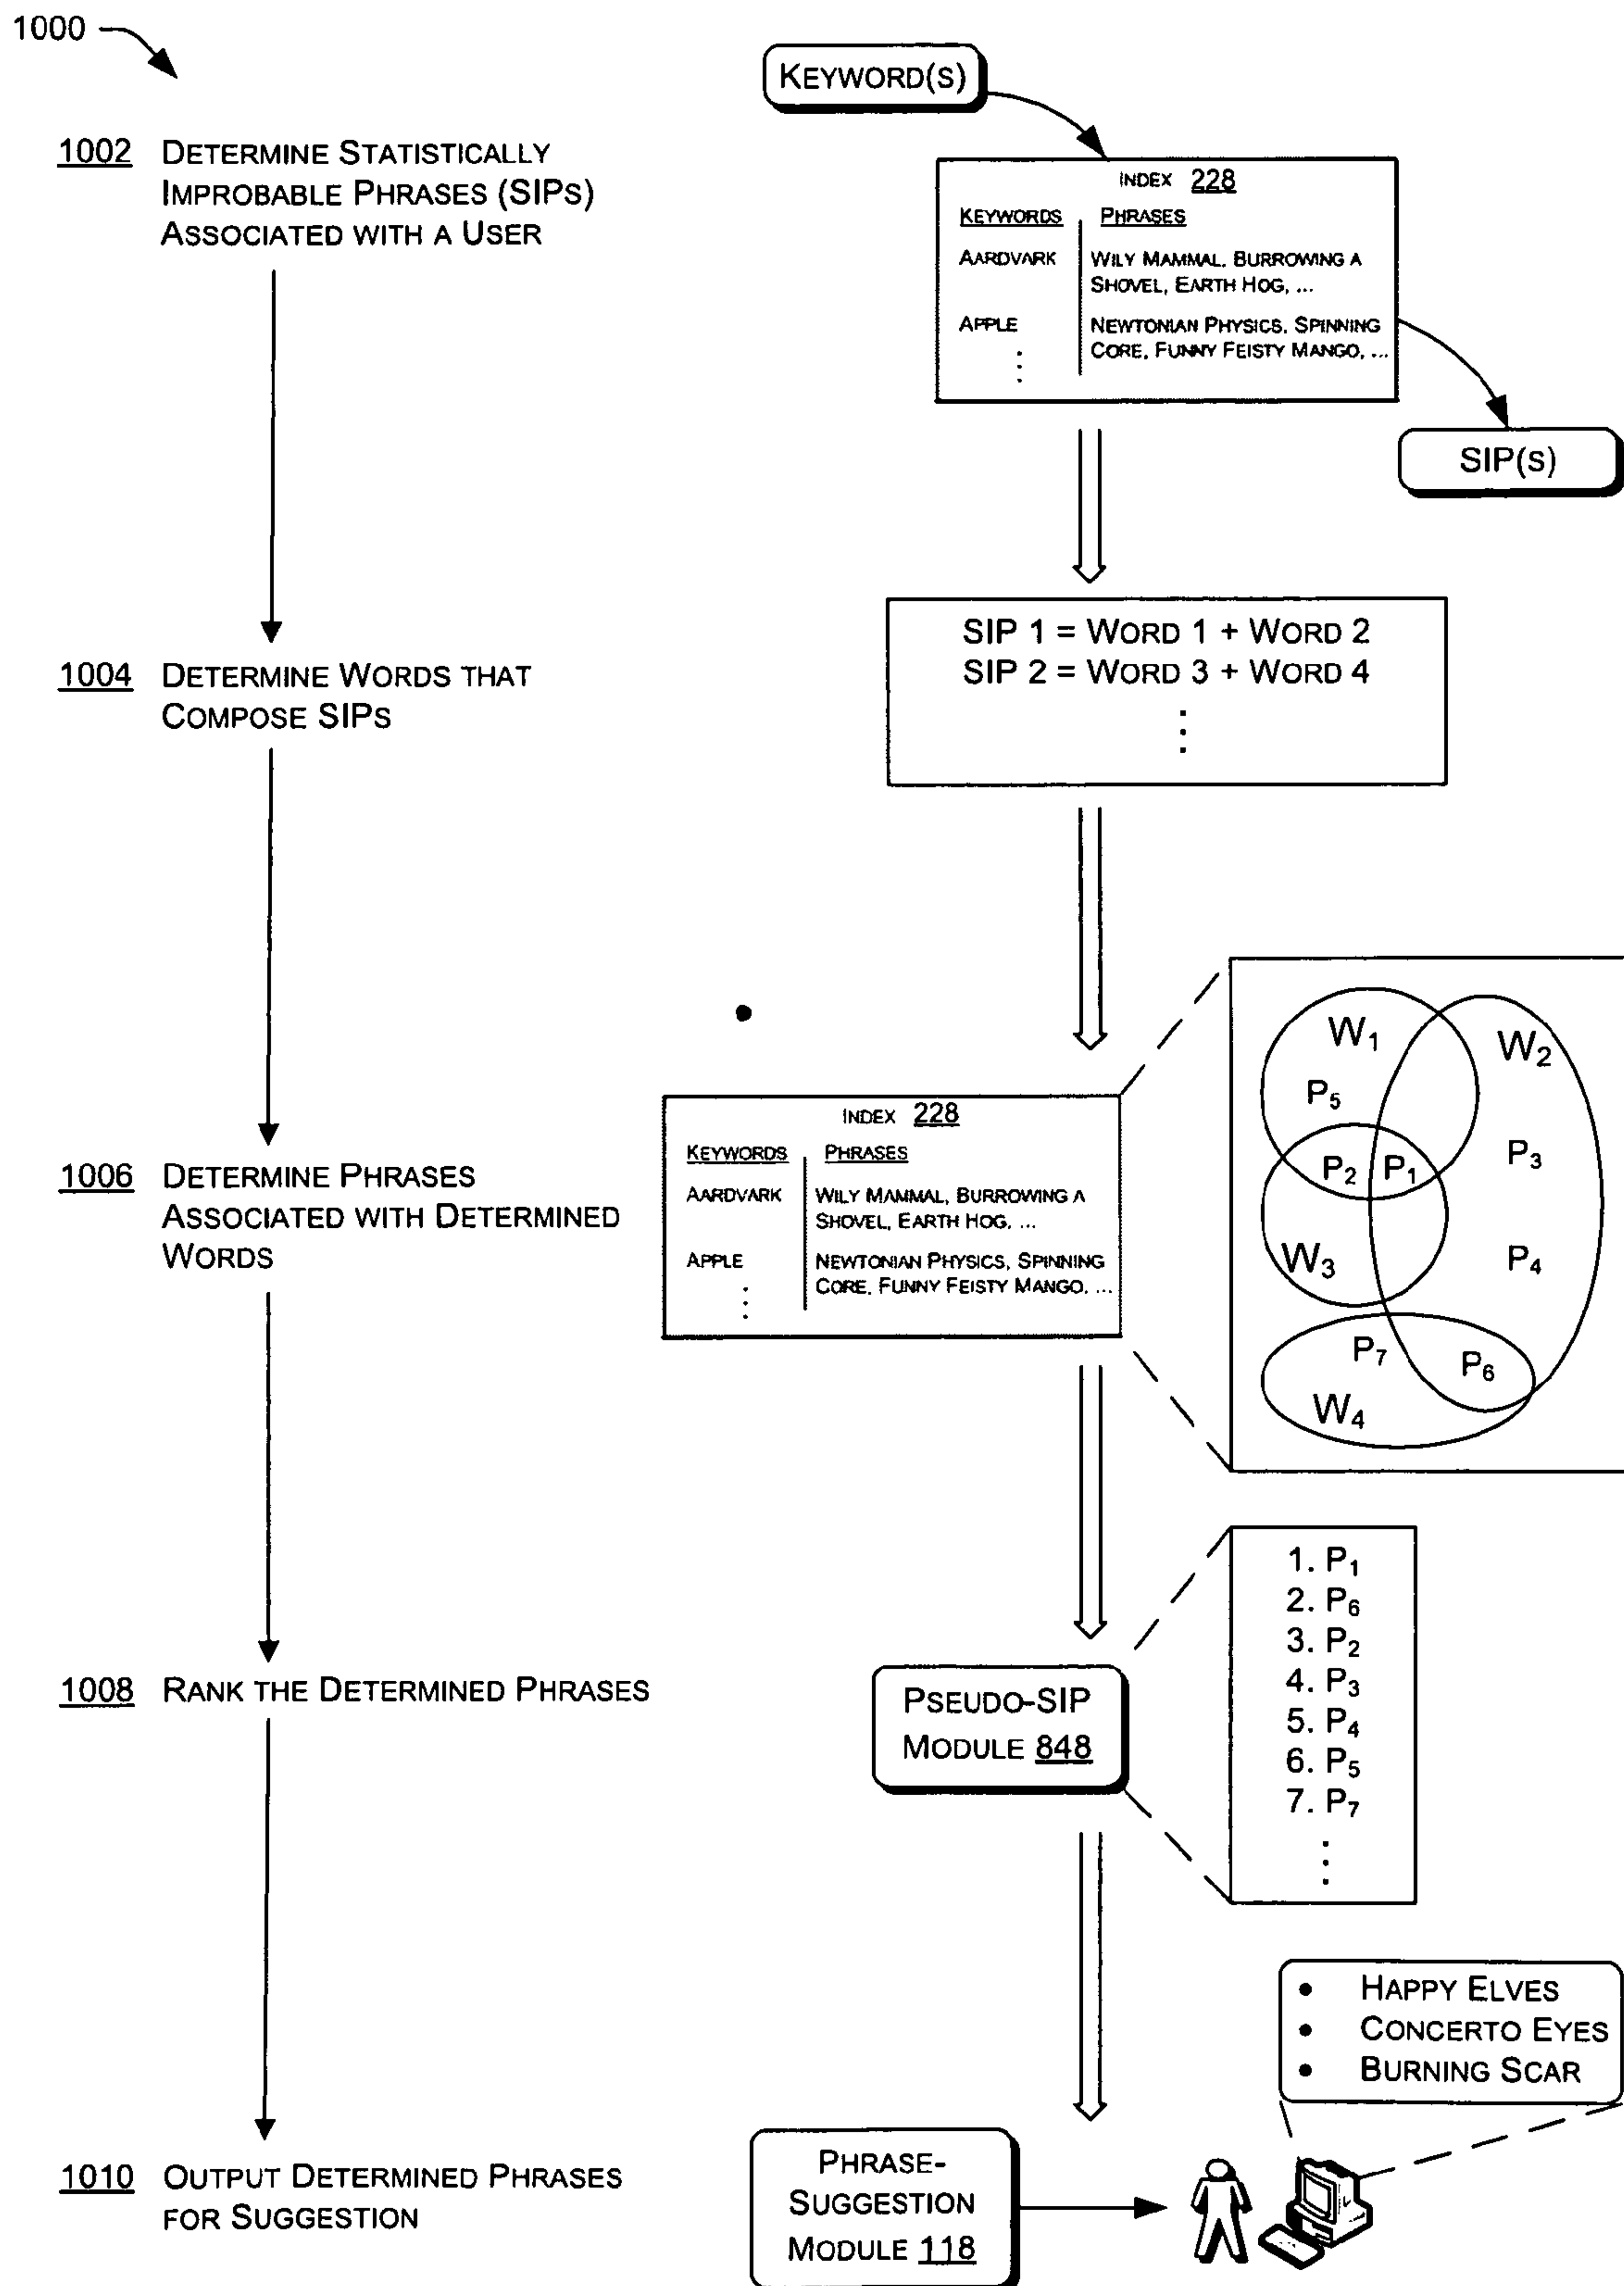 1000
KEYWORD(S)
1002 DETERMINE STATISTICALLY
IMPROBABLE PHRASES (SIPS)
ASSOCIATED WITH A USER
INDEX 228
KEYWORDS PHRASES
AARDVARK WILY MAMMAL, BURROWING A
SHOVEL, EARTH HOG, ...
APPLE NEWTONIAN PHYSICS, SPINNING
CORE, FUNNY FEISTY MANGO, ...
SIP(S)
1004 DETERMINE WORDS THAT
COMPOSE SIPS
SIP 1 = WORD 1 + WORD 2
SIP 2 = WORD 3 + WORD 4
1006 DETERMINE PHRASES
ASSOCIATED WITH DETERMINED
WORDS
INDEX 228
KEYWORDS PHRASES
AARDVARK WILY MAMMAL, BURROWING A
SHOVEL, EARTH HOG, ...
APPLE NEWTONIAN PHYSICS, SPINNING
CORE, FUNNY FEISTY MANGO, ...
W1 W2
P5
P2 P1 P3
W3 P4
P7 P6
W4
1008 RANK THE DETERMINED PHRASES
PSEUDO-SIP
MODULE 848
1. P1
2. P6
3. P2
4. P3
5. P4
6. P5
7. P7
1010 OUTPUT DETERMINED PHRASES
FOR SUGGESTION
PHRASE-
SUGGESTION
MODULE 118
• HAPPY ELVES
• CONCERTO EYES
• BURNING SCAR